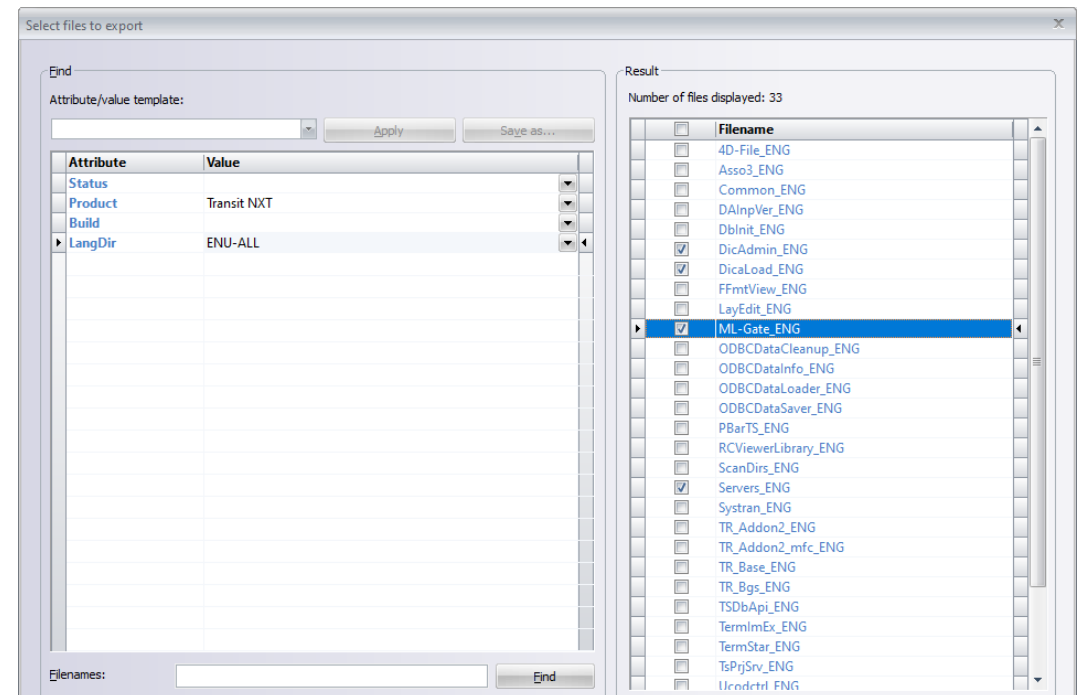 Select files to export
Find
Attribute/value template:
Apply
Save as...
Attribute Value
Status
Product Transit NXT
Build
LangDir ENU-ALL
Filenames:
Find
Result
Number of files displayed: 33
Filename
4D-File_ENG
Asso3_ENG
Common_ENG
DAInpVer_ENG
DbInit_ENG
DicAdmin_ENG
DicaLoad_ENG
FFmtView_ENG
LayEdit_ENG
ML-Gate_ENG
ODBCDataCleanup_ENG
ODBCDataInfo_ENG
ODBCDataLoader_ENG
ODBCDataSaver_ENG
PBarTS_ENG
RCViewerLibrary_ENG
ScanDirs_ENG
Servers_ENG
Systran_ENG
TR_Addon2_ENG
TR_Addon2_mfc_ENG
TR_Base_ENG
TR_Bgs_ENG
TSDbApi_ENG
TermImEx_ENG
TermStar_ENG
TsPrjSrv_ENG
Ucodctrl_ENG